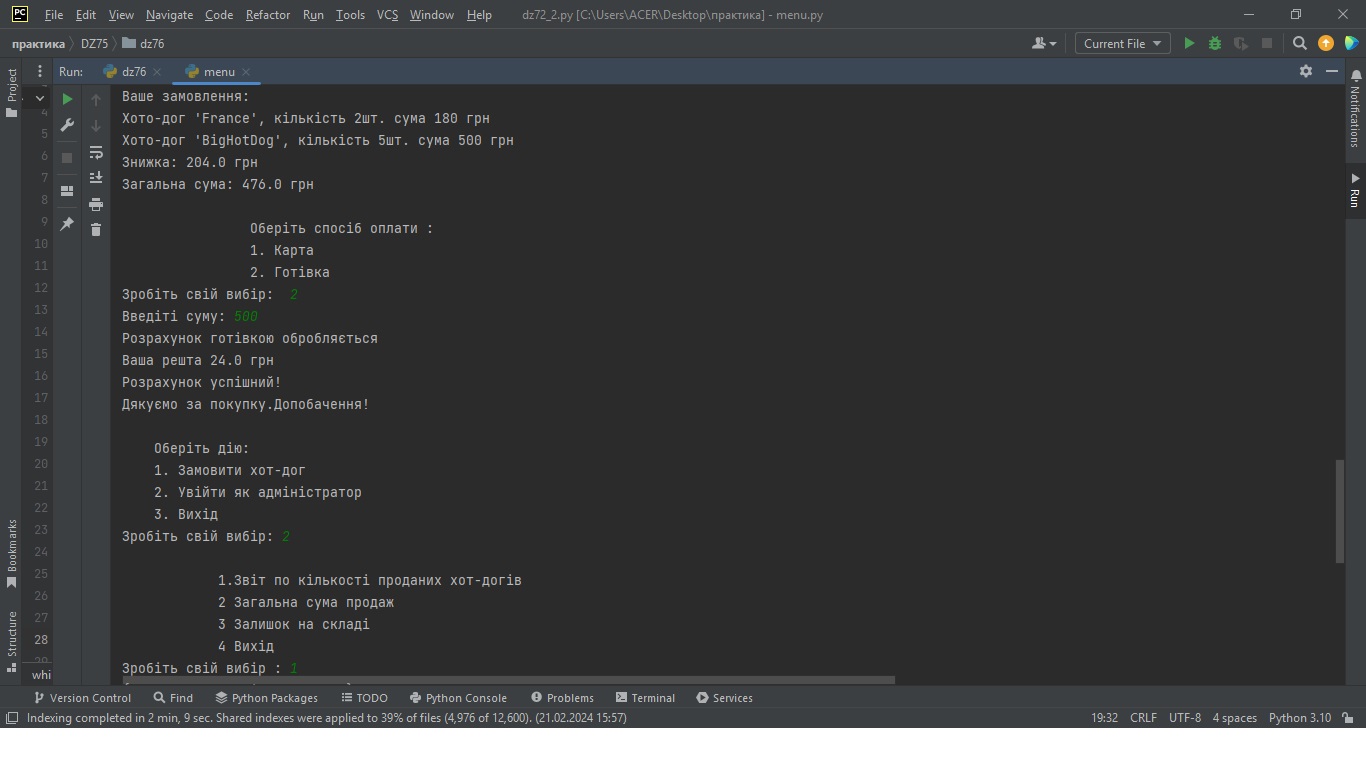 File Edit View Navigate Code Refactor Run Tools VCS Window Help dz72_2.py [C:\Users\ACER\Desktop\практика] - menu.py
практика DZ75 dz76 Current File
Project
Run: dz76 menu
Notifications
Run
Ваше замовлення:
4 Хото-дог 'France', кількість 2шт. сума 180 грн
5 Хото-дог 'BigHotDog', кількість 5шт. сума 500 грн
6 Знижка: 204.0 грн
7 Загальна сума: 476.0 грн
8
9 Оберіть спосіб оплати :
10 1. Карта
11 2. Готівка
12 Зробіть свій вибір: 2
13 Введіті суму: 500
14 Розрахунок готівкою обробляється
15 Ваша решта 24.0 грн
16 Розрахунок успішний!
17 Дякуємо за покупку.Допобачення!
18
19 Оберіть дію:
20 1. Замовити хот-дог
21 2. Увійти як адміністратор
22 3. Вихід
23 Зробіть свій вибір: 2
24
25 1.Звіт по кількості проданих хот-догів
26 2 Загальна сума продаж
27 3 Залишок на складі
28 4 Вихід
29 Зробіть свій вибір : 1
whi
Bookmarks
Structure
Version Control Find Python Packages TODO Python Console Problems Terminal Services
Indexing completed in 2 min, 9 sec. Shared indexes were applied to 39% of files (4,976 of 12,600). (21.02.2024 15:57) 19:32 CRLF UTF-8 4 spaces Python 3.10